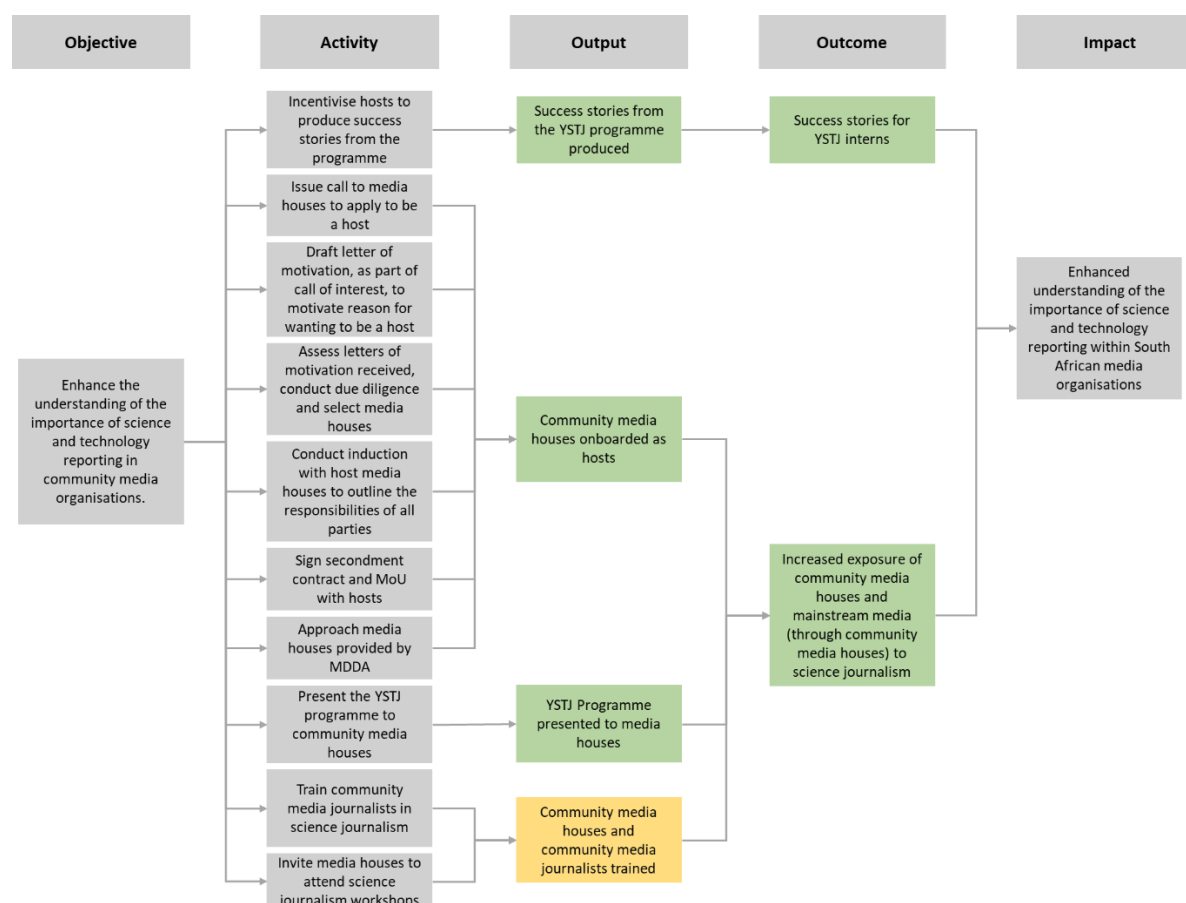 Objective
Activity
Output
Outcome
Impact
Enhance the
understanding of the
importance of science
and technology
reporting in
community media
organisations.
Incentivise hosts to
produce success
stories from the
programme
Issue call to media
houses to apply to be
a host
Draft letter of
motivation, as part of
call of interest, to
motivate reason for
wanting to be a host
Assess letters of
motivation received,
conduct due diligence
and select media
houses
Conduct induction
with host media
houses to outline the
responsibilities of all
parties
Sign secondment
contract and MoU
with hosts
Approach media
houses provided by
MDDA
Present the YSTJ
programme to
community media
houses
Train community
media journalists in
science journalism
Invite media houses to
attend science
journalism workshops
Success stories from
the YSTJ programme
produced
Community media
houses onboarded as
hosts
YSTJ Programme
presented to media
houses
Community media
houses and
community media
journalists trained
Success stories for
YSTJ interns
Increased exposure of
community media
houses and
mainstream media
(through community
media houses) to
science journalism
Enhanced
understanding of the
importance of science
and technology
reporting within South
African media
organisations